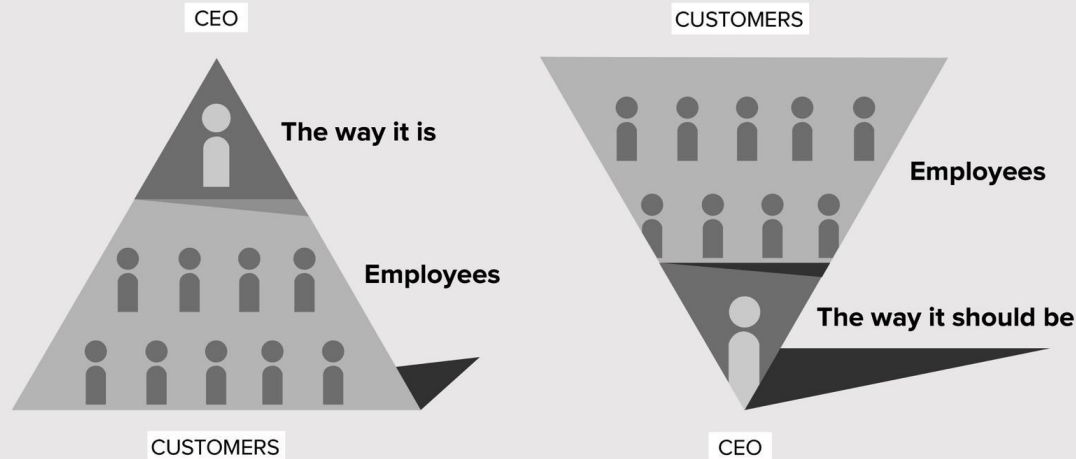 CEO
The way it is
Employees
CUSTOMERS
CUSTOMERS
Employees
The way it should be
CEO